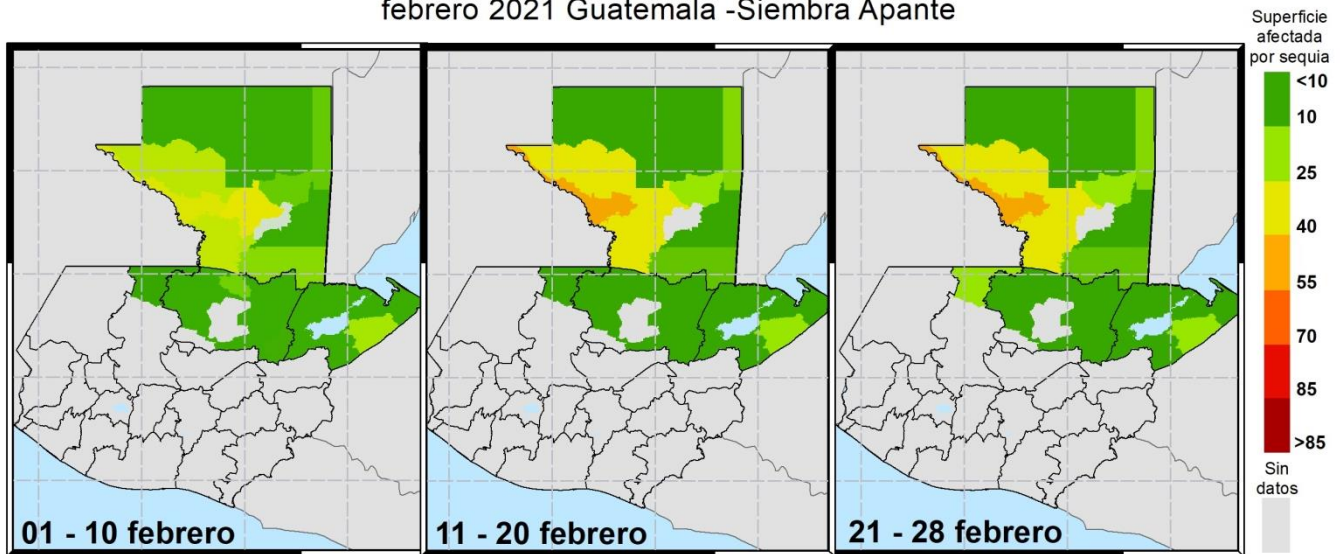 febrero 2021 Guatemala -Siembra Apante
Superficie
afectada
por sequia
<10
10
25
40
55
70
85
>85
Sin
datos
01 - 10 febrero
11 - 20 febrero
21 - 28 febrero